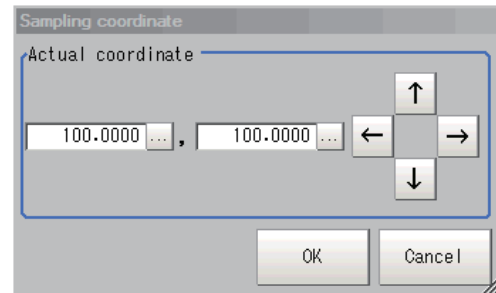 Sampling coordinate
Actual coordinate
↑
100.0000 ... , 100.0000 ... ← →
↓
OK Cancel